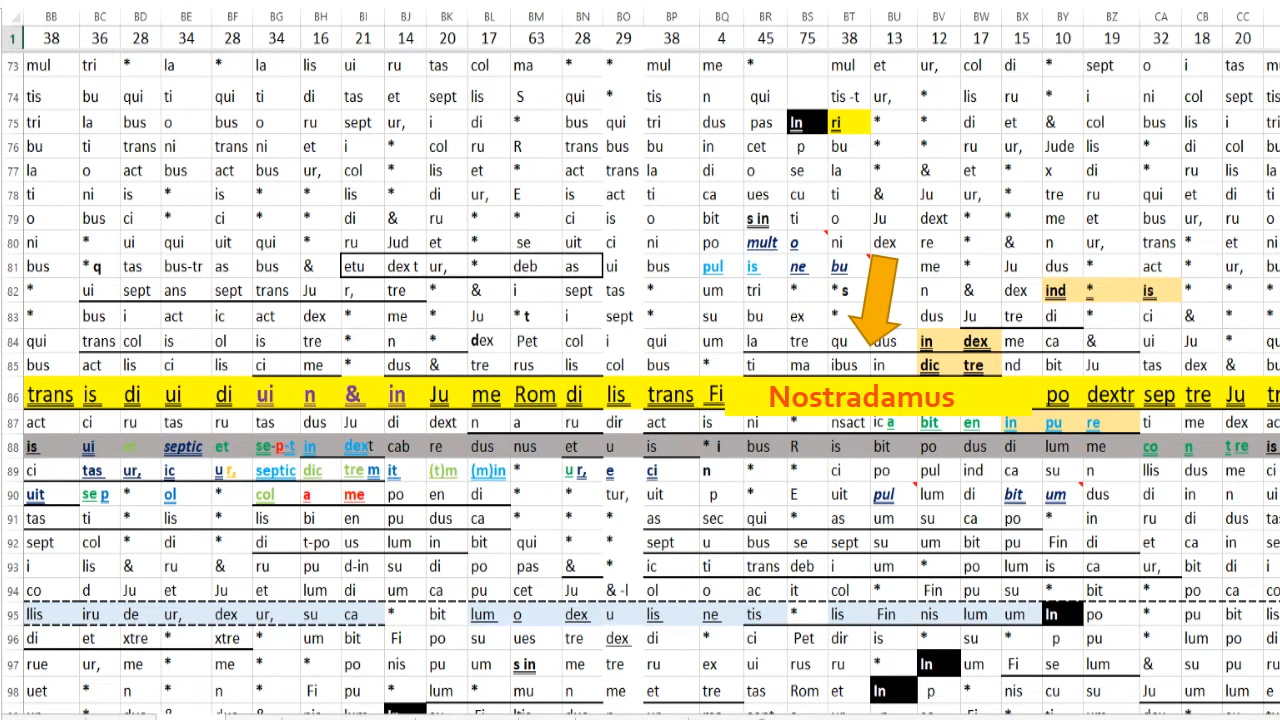 BB BC BD BE BF BG BH BI BJ BK BL BM BN BO BP BQ BR BS BT BU BV BW BX BY BZ CA CB CC
1 38 36 28 34 28 34 16 21 14 20 17 63 28 29 38 4 45 75 38 13 12 17 15 10 19 32 18 20
73 mul tri * la * la lis ui ru tas col ma * * mul me * mul et ur, col di * sept o i tas mu
74 tis bu qui ti qui ti di tas et sept lis S qui * tis n qui tis -t ur, * lis ru * i ni col sept tis
75 tri la bus o bus o ru sept ur, i di * bus qui tri dus pas In ri * * di et & col bus lis i tri
76 bu ti trans ni trans ni et i * col ru R trans bus bu in cet p bu * * ru ur, Jude lis * di col bu
77 la o act bus act bus ur, col * lis et * act trans la di o se la * & et * x di * ru lis la
78 ti ni is * is * * lis * di ur, E is act ti ca ues cu ti & Ju ur, * tre ru qui et di ti
79 o bus ci * ci * * di & ru * * ci is o bit s in ti o Ju dext * * me et bus ur, ru o
80 ni * ui qui uit qui * ru Jud et * se uit ci ni po mult o ni dex re * & n ur, trans * et ni
81 bus * q tas bus-tr as bus & etu dex t ur, * deb as ui bus pul is ne bu me * Ju dus * act * ur, bu
82 * ui sept ans sept trans Ju r, tre * & i sept tas * um tri * * s n & dex ind * is * * *
83 * bus i act ic act dex * me * Ju * t i sept * su bu ex * dus Ju tre di * ci & * *
84 qui trans col is ol is tre * n * dex Pet col i qui um la tre qu dus in dex me ca & ui Ju * qu
85 bus act lis ci lis ci me * dus & tre rus lis col bus * ti ma ibus in dic tre nd bit Ju tas dex & bu
86 trans is di ui di ui n & in Ju me Rom di lis trans Fi Nostradamus po dextr sep tre Ju tr
87 act ci ru tas ru tas dus Ju di dext n a ru dir act is ni * nsact ic a bit en in pu re ti me dex ac
88 is ui et septic et se-p-t in dext cab re dus nus et u is * i bus R is bit po dus di lum me co n t re is
89 ci tas ur, ic u r, septic dic tre m it (t)m (m)in * u r, e ci n * is ci po pul ind ca su n llis dus me ci
90 uit se p * ol * col a me po en di * * tur, uit p * E uit pul lum di bit um dus di in n ui
91 tas ti * lis * lis bi en pu dus ca * * * as sec qui * as um su ca po * in ru di dus ta
92 sept col * di * di t-po us lum in bit qui * * sept u bus se sept su um bit pu Fin di et ca in se
93 i lis & ru & ru pu d-in su di po pas & * ic ti trans deb i um * po lum is ca ur, bit di i
94 co d Ju et Ju et lum di um ca pu cet Ju & -l o o ac it col * Fin pu su * bit * po ca co
95 llis iru de ur, dex ur, su ca * bit lum o dex u lis ne tis * lis Fin nis lum um In po * pu bit lis
96 di et xtre * xtre * um bit Fi po su ues tre dex di * ci Pet dir is * su * p pu * lum po di
97 rue ur, me * me * * po nis pu um s in me tre ru ex ui rus ru * In um Fi se lum & su pu ru
98 uet * n * n * Fi pu * lum * mu n me et tre tas Rom et In p * nis cu su Ju um lum e